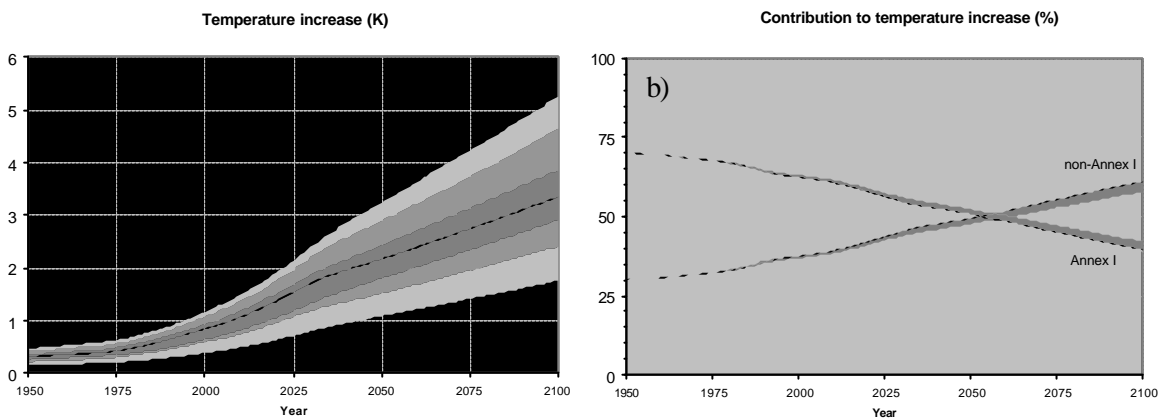 Temperature increase (K)
6
5
4
3
2
1
0
1950 1975 2000 2025 2050 2075 2100
Year
Contribution to temperature increase (%)
b)
100
75
50
25
0
non-Annex I
Annex I
1950 1975 2000 2025 2050 2075 2100
Year